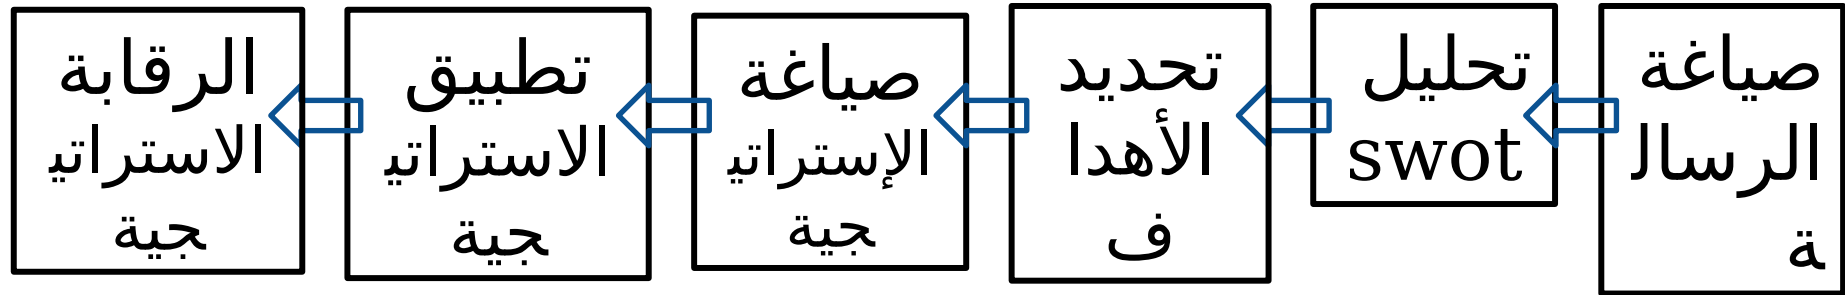 صياغة
الرسال
ة
تحليل
swot
تحديد
الأهدا
ف
صياغة
الإستراتي
جية
تطبيق
الاستراتي
جية
الرقابة
الاستراتي
جية